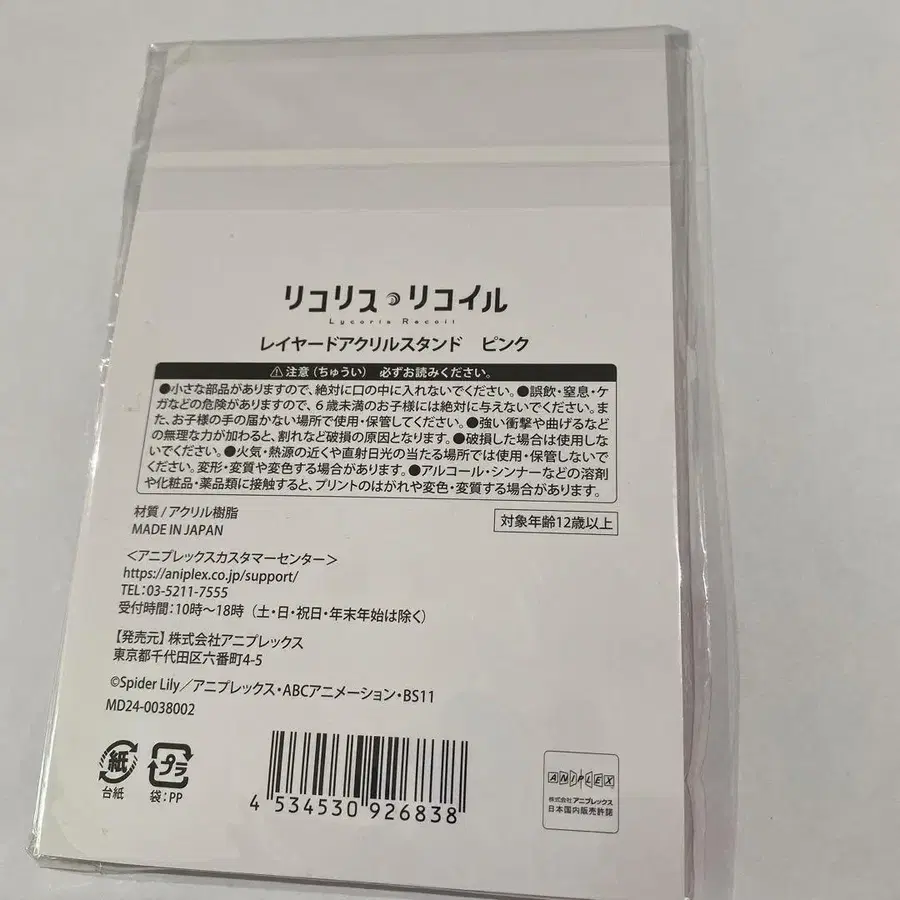 リコリス リコイル
Lycoris Recoil
レイヤードアクリルスタンド　ピンク
⚠注意（ちゅうい）　必ずお読みください。
●小さな部品がありますので、絶対に口の中に入れないでください。●誤飲・窒息・ケ
ガなどの危険がありますので、６歳未満のお子様には絶対に与えないでください。ま
た、お子様の手の届かない場所で使用・保管してください。●強い衝撃や曲げるなど
の無理な力が加わると、割れなど破損の原因となります。●破損した場合は使用しな
いでください。●火気・熱源の近くや直射日光の当たる場所では使用・保管しないで
ください。変形・変質や変色する場合があります。●アルコール・シンナーなどの溶剤
や化粧品・薬品類に接触すると、プリントのはがれや変色・変質する場合があります。
材質 / アクリル樹脂
MADE IN JAPAN
対象年齢12歳以上
＜アニプレックスカスタマーセンター＞
https://aniplex.co.jp/support/
TEL：03-5211-7555
受付時間：10時〜18時（土・日・祝日・年末年始は除く）
【発売元】株式会社アニプレックス
東京都千代田区六番町4-5
©Spider Lily／アニプレックス・ABCアニメーション・BS11
MD24-0038002
紙
台紙
プラ
袋：PP
4 534530 926838
ANIPLEX
株式会社アニプレックス
日本国内販売許諾